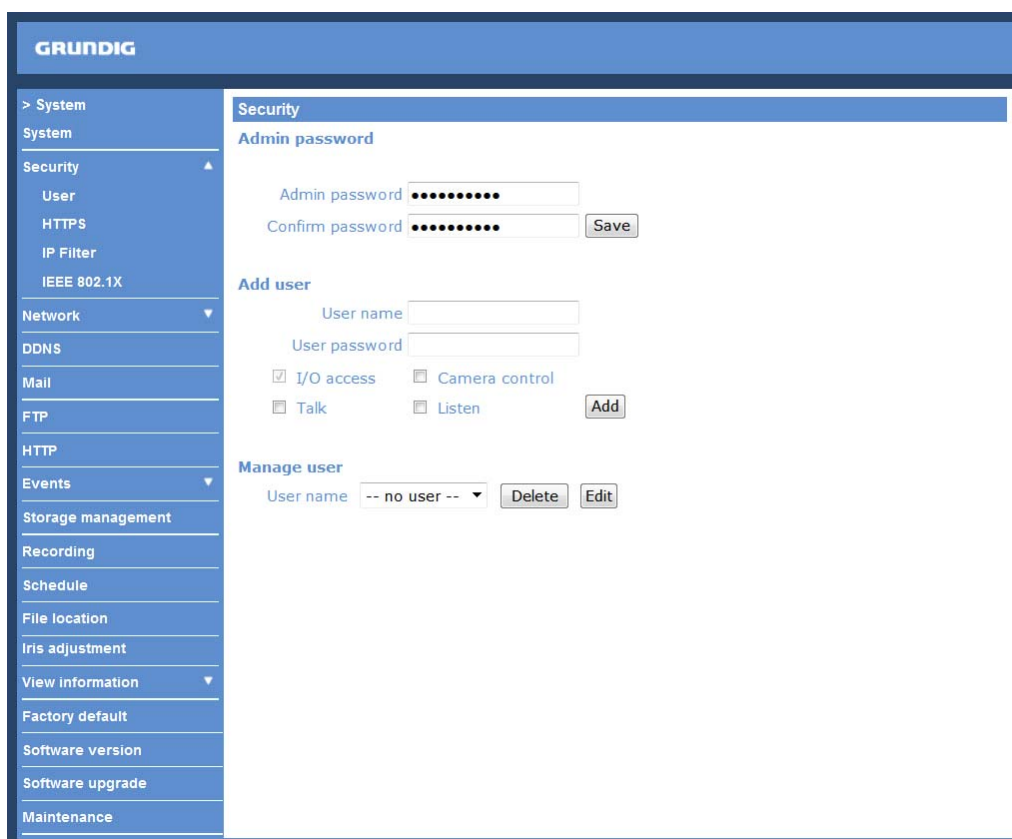 GRUNDIG
> System
System
Security
User
HTTPS
IP Filter
IEEE 802.1X
Network
DDNS
Mail
FTP
HTTP
Events
Storage management
Recording
Schedule
File location
Iris adjustment
View information
Factory default
Software version
Software upgrade
Maintenance
Security
Admin password
Admin password ••••••••••
Confirm password •••••••••• Save
Add user
User name
User password
I/O access Camera control
Talk Listen Add
Manage user
User name -- no user -- Delete Edit